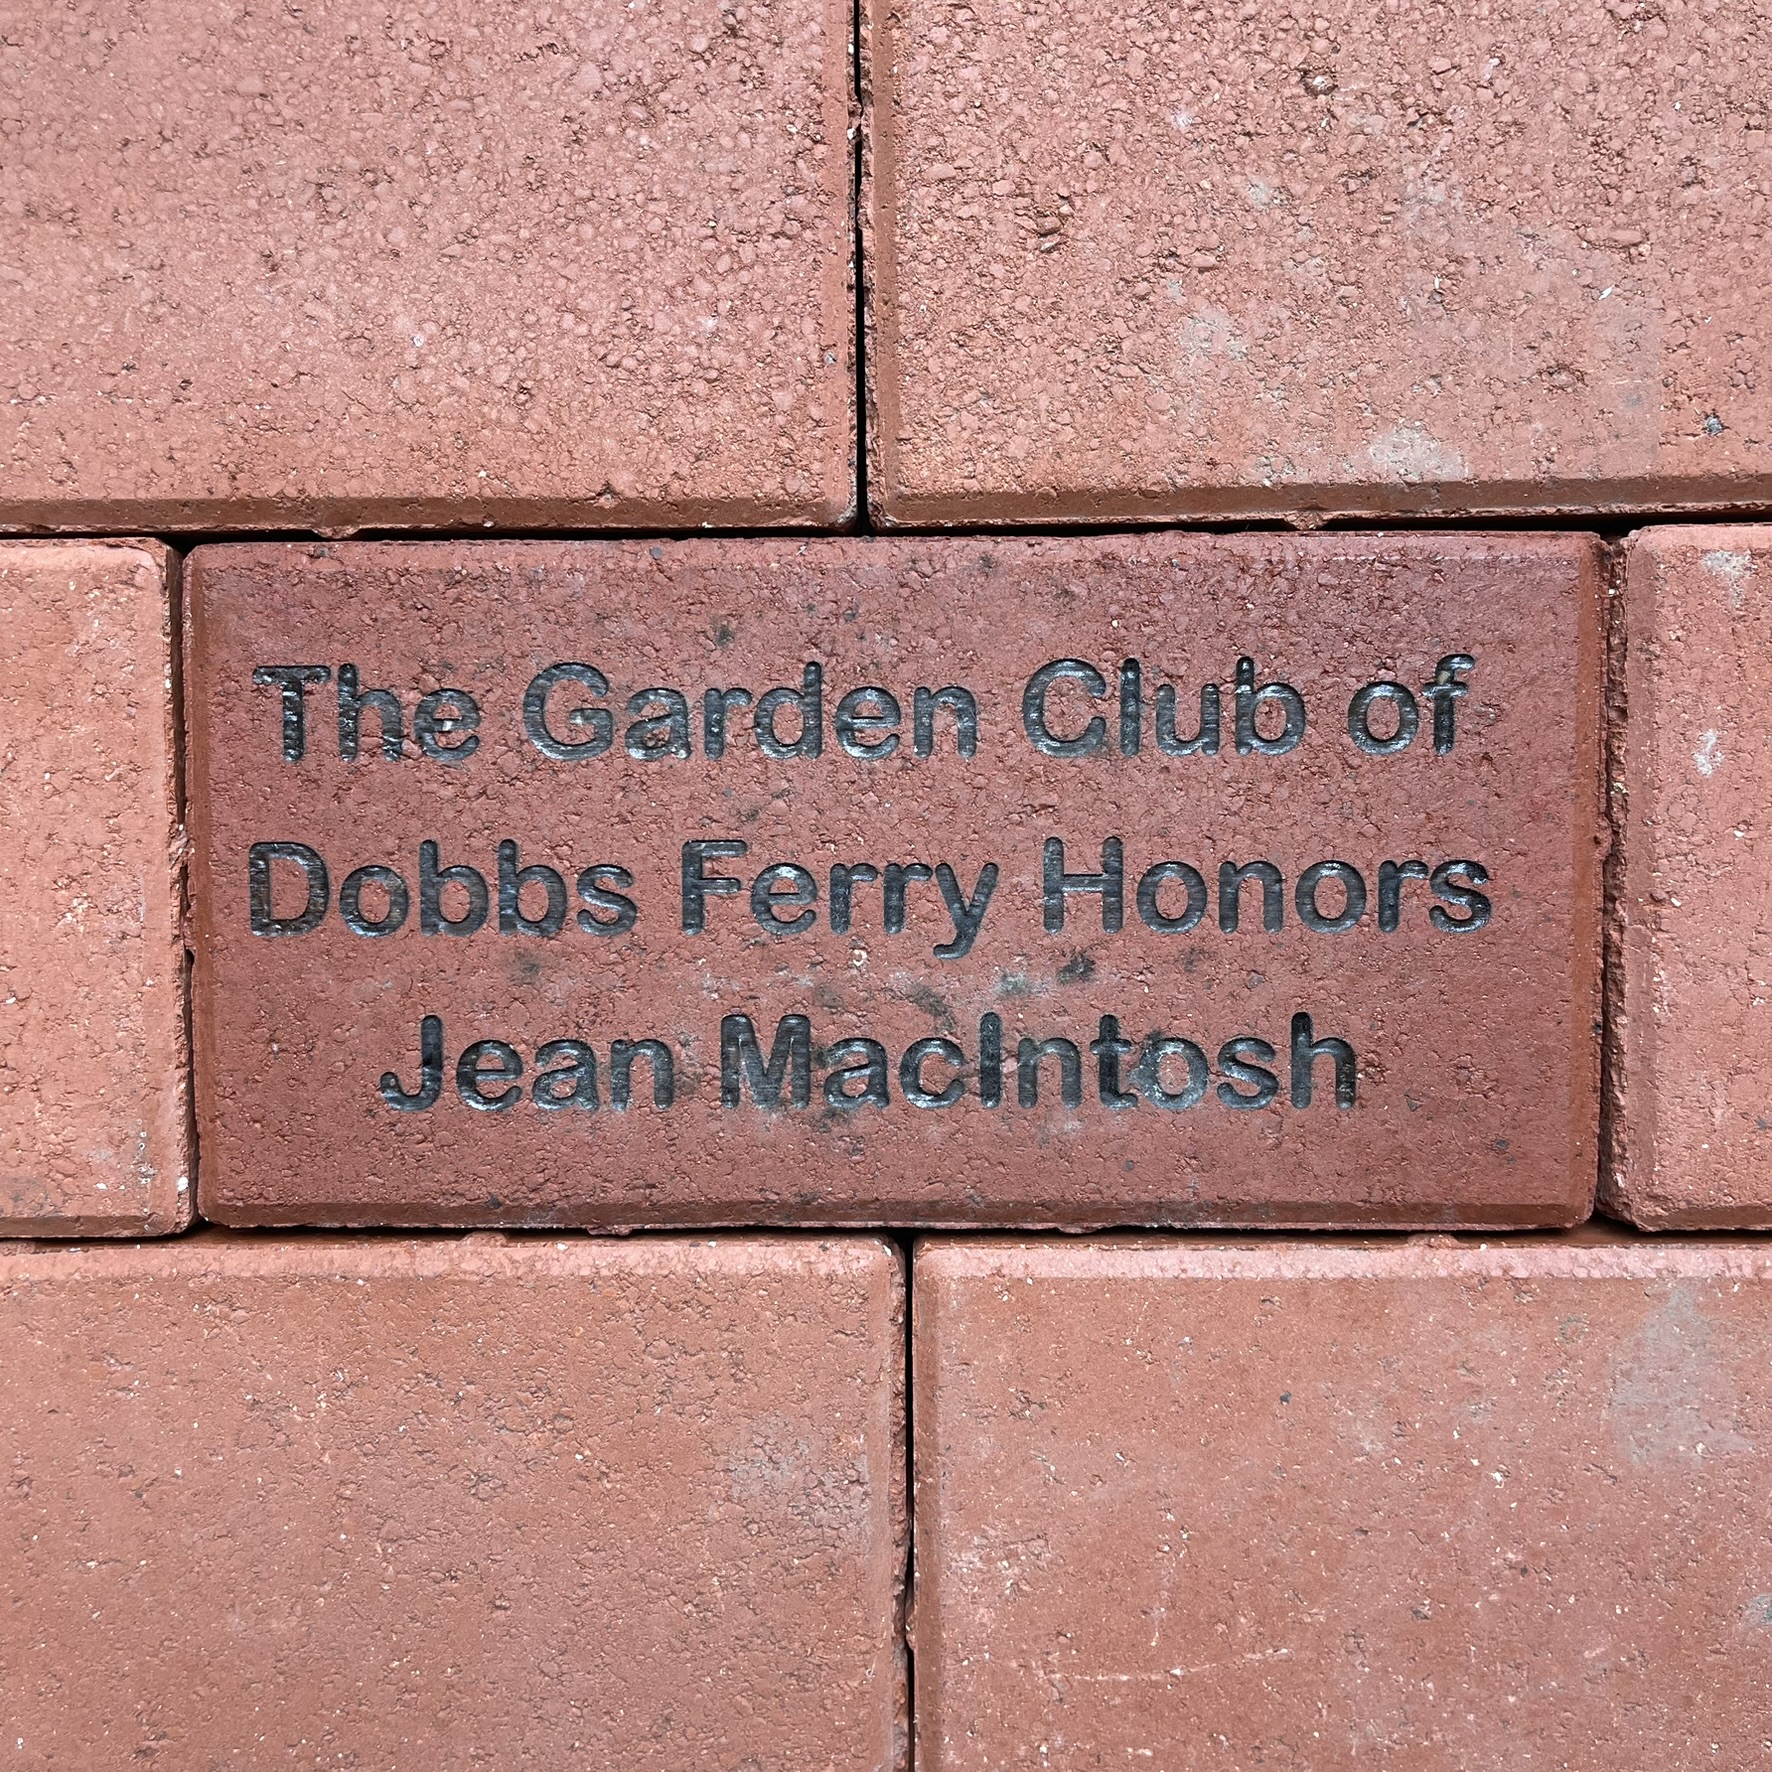 The Garden Club of
Dobbs Ferry Honors
Jean MacIntosh